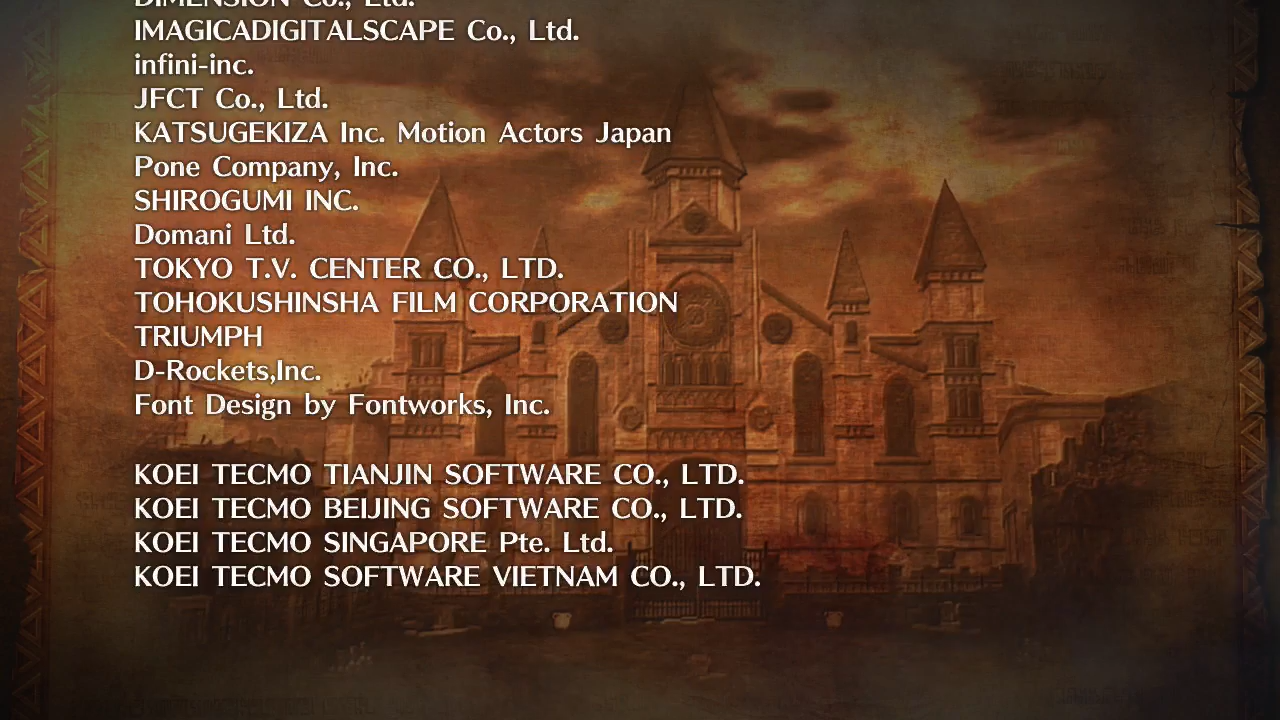 DIMENSION Co., Ltd.
IMAGICADIGITALSCAPE Co., Ltd.
infini-inc.
JFCT Co., Ltd.
KATSUGEKIZA Inc. Motion Actors Japan
Pone Company, Inc.
SHIROGUMI INC.
Domani Ltd.
TOKYO T.V. CENTER CO., LTD.
TOHOKUSHINSHA FILM CORPORATION
TRIUMPH
D-Rockets,Inc.
Font Design by Fontworks, Inc.
KOEI TECMO TIANJIN SOFTWARE CO., LTD.
KOEI TECMO BEIJING SOFTWARE CO., LTD.
KOEI TECMO SINGAPORE Pte. Ltd.
KOEI TECMO SOFTWARE VIETNAM CO., LTD.